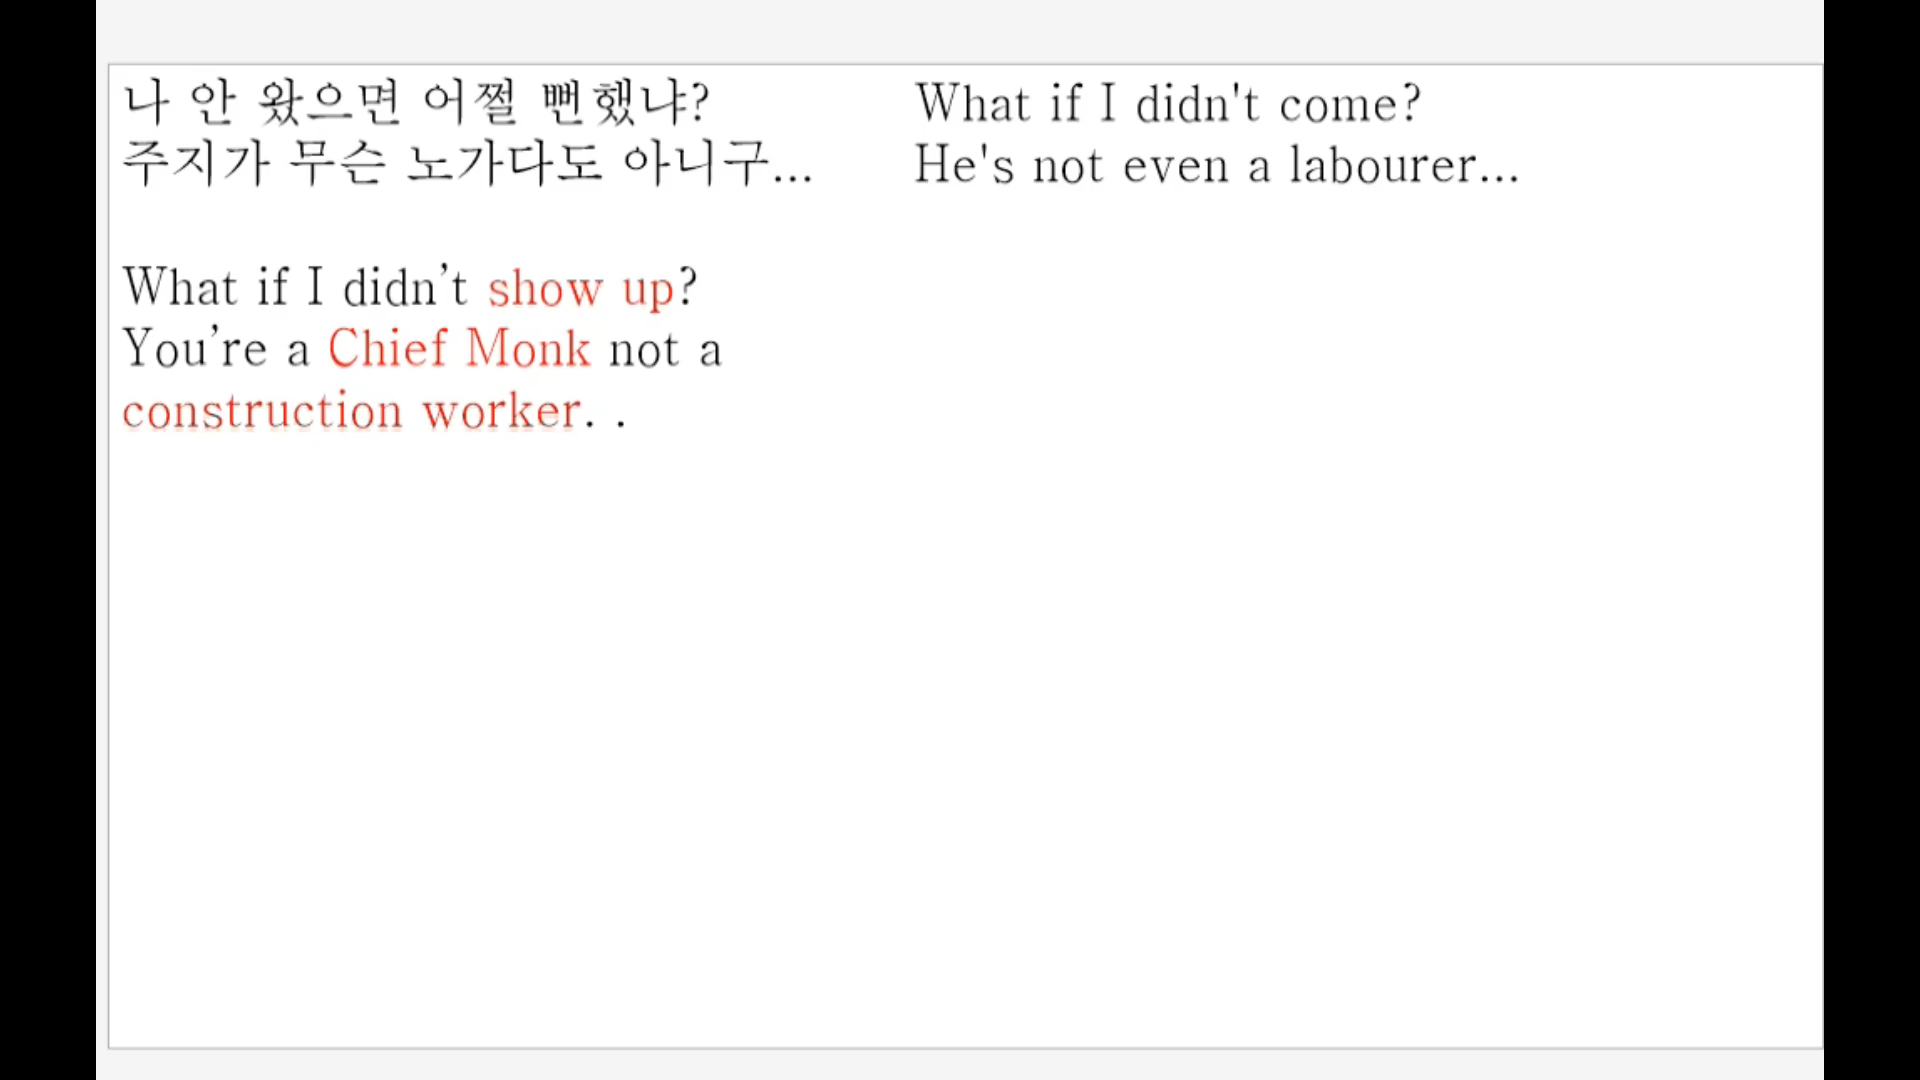 나 안 왔으면 어쩔 뻔했냐?
주지가 무슨 노가다도 아니구...
What if I didn't come?
He's not even a labourer...
What if I didn’t show up?
You’re a Chief Monk not a
construction worker. .